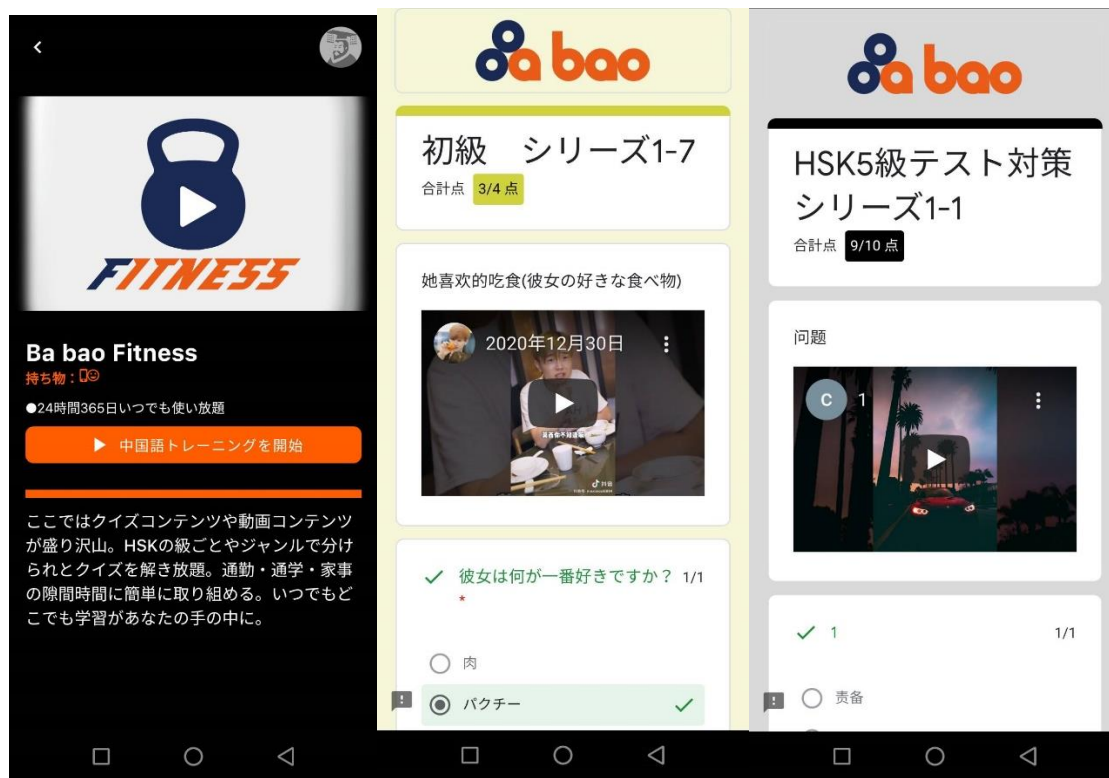 FITNESS
Ba bao Fitness
持ち物：
●24時間365日いつでも使い放題
中国語トレーニングを開始
ここではクイズコンテンツや動画コンテンツ
が盛り沢山。HSKの級ごとやジャンルで分け
られとクイズを解き放題。通勤・通学・家事
の隙間時間に簡単に取り組める。いつでもど
こでも学習があなたの手の中に。
Ba bao
初級　シリーズ1-7
合計点 3/4 点
她喜欢的吃食(彼女の好きな食べ物)
2020年12月30日
抖音
彼女は何が一番好きですか？ 1/1
*
肉
パクチー
Ba bao
HSK5級テスト対策
シリーズ1-1
合計点 9/10 点
问题
C 1
1 1/1
责备